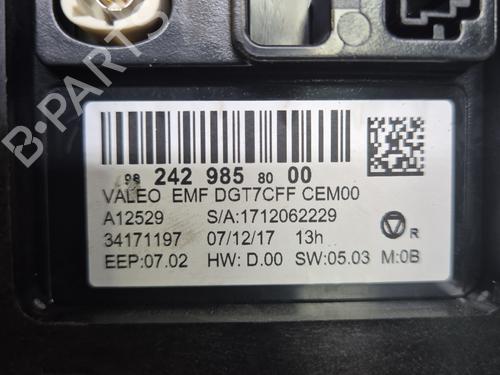 98 242 985 80 00
VALEO EMF DGT7CFF CEM00
A12529 S/A:1712062229
34171197 07/12/17 13h
R
EEP:07.02 HW: D.00 SW:05.03 M:0B